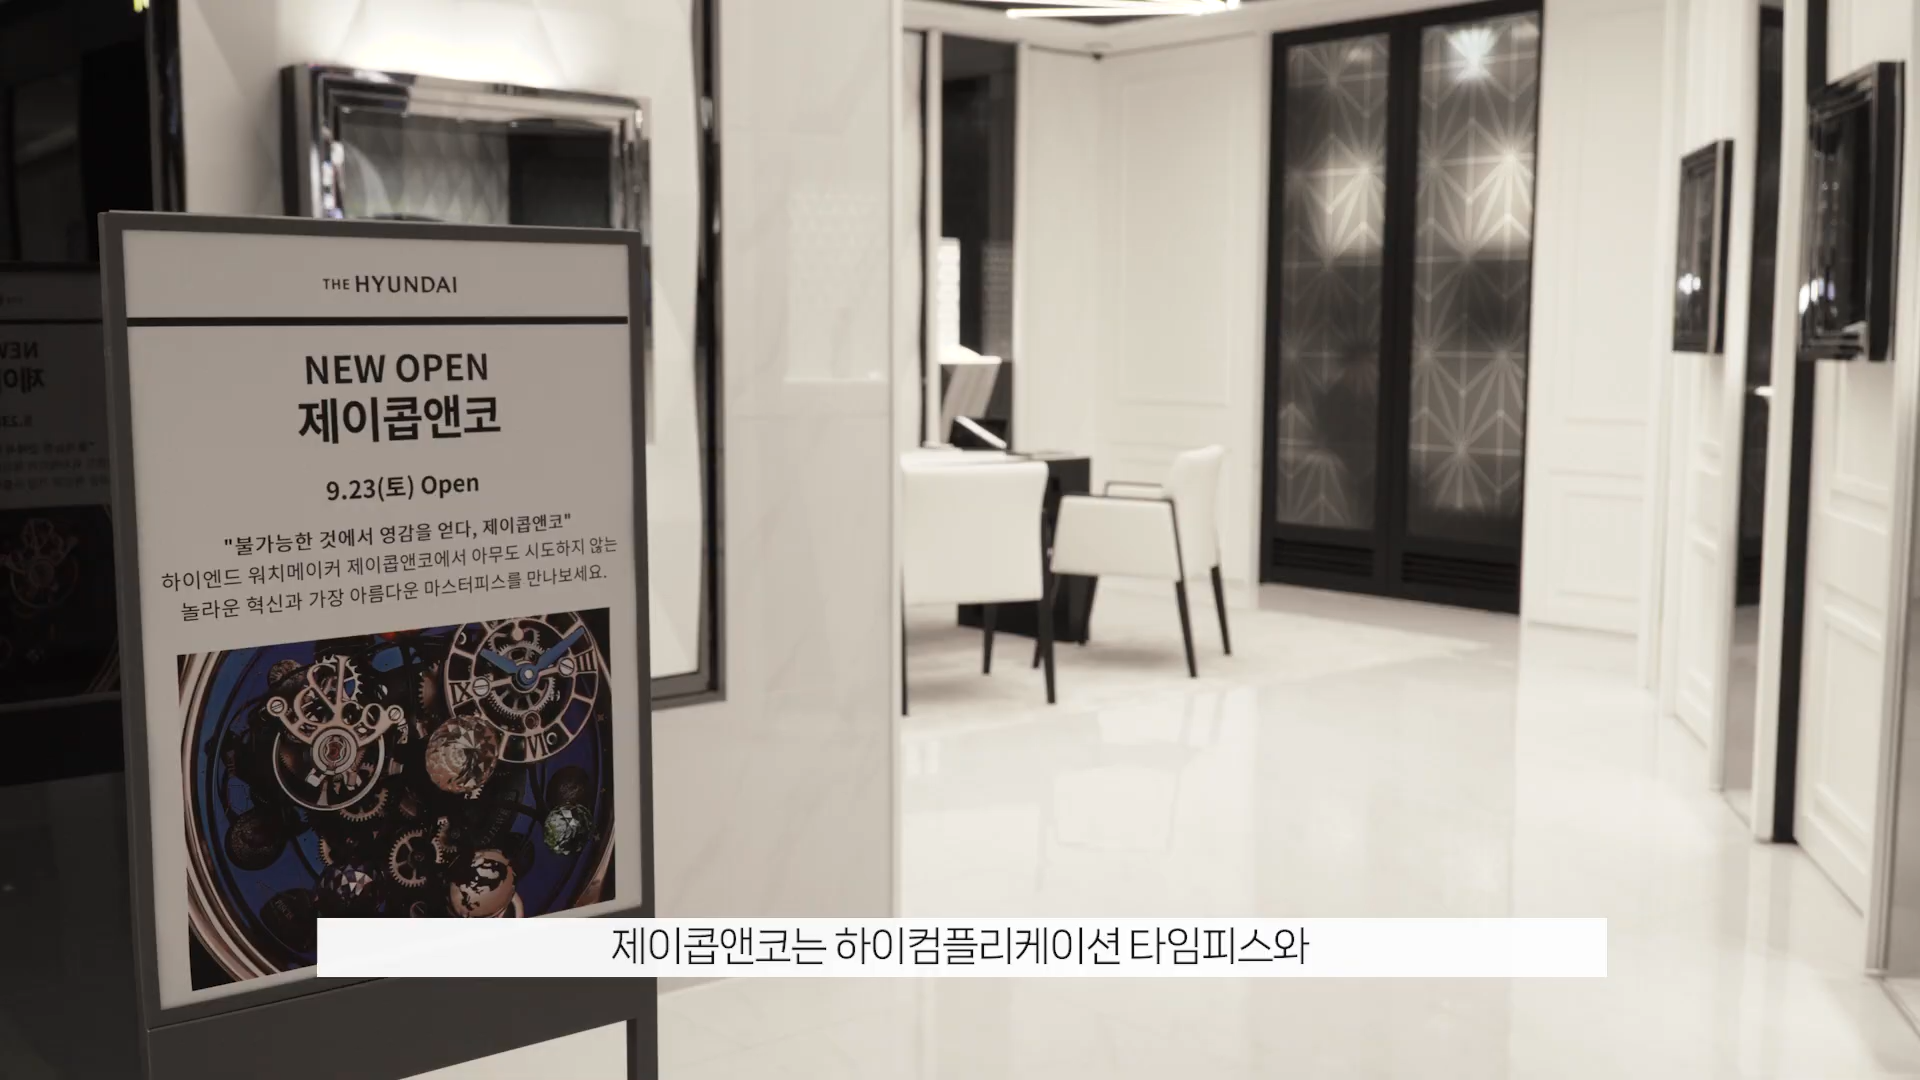 THE HYUNDAI
NEW OPEN
제이콥앤코
9.23(토) Open
"불가능한 것에서 영감을 얻다, 제이콥앤코"
하이엔드 워치메이커 제이콥앤코에서 아무도 시도하지 않는
놀라운 혁신과 가장 아름다운 마스터피스를 만나보세요.
IX
III
VI
제이콥앤코는 하이컴플리케이션 타임피스와